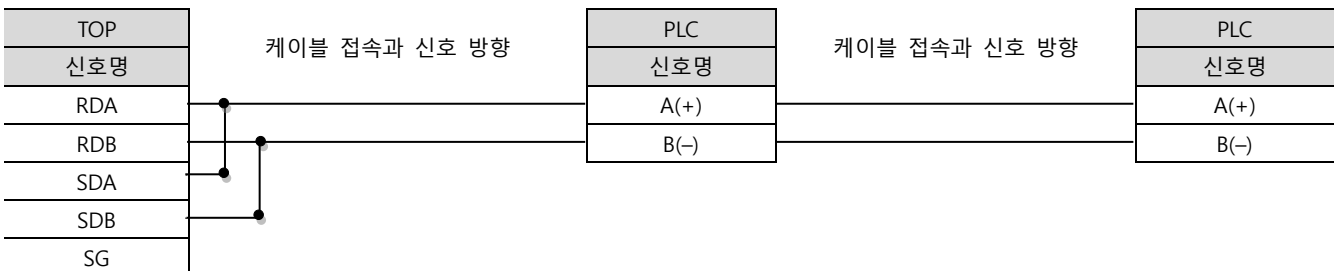 TOP 케이블 접속과 신호 방향 PLC 케이블 접속과 신호 방향 PLC
신호명 신호명 신호명
RDA A(+) A(+)
RDB B(–) B(–)
SDA
SDB
SG